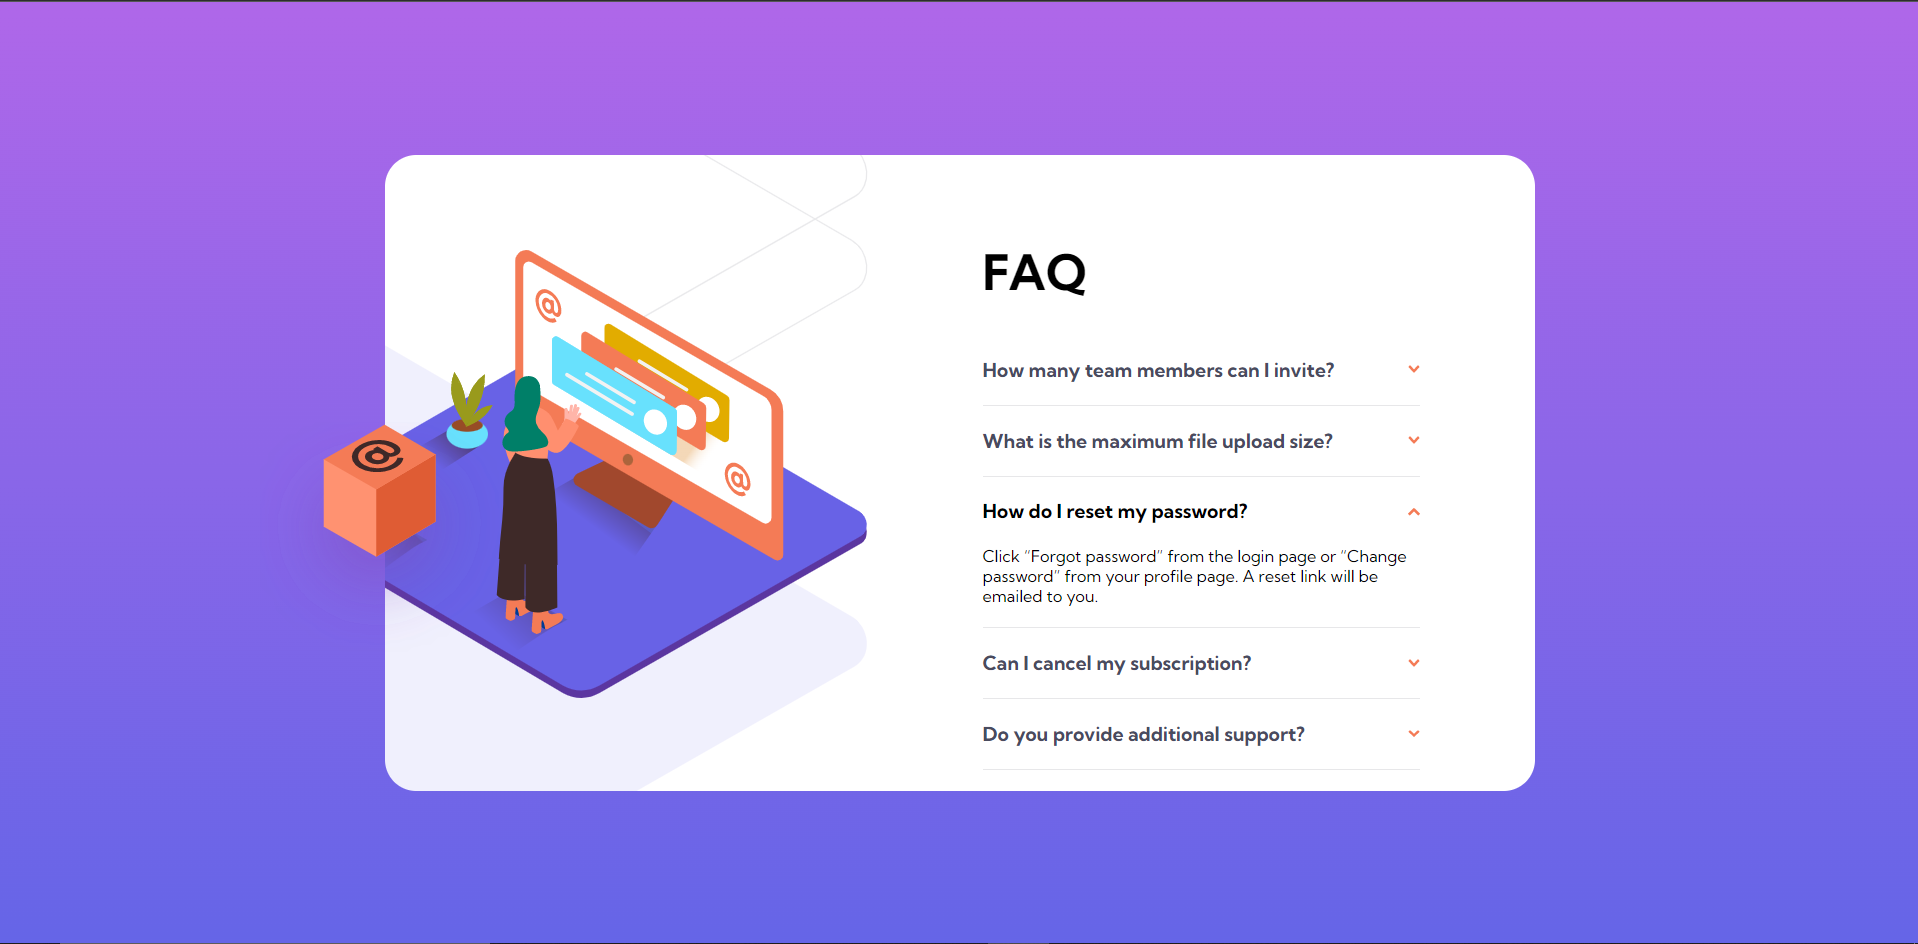 FAQ
How many team members can I invite?
What is the maximum file upload size?
How do I reset my password?
Click “Forgot password” from the login page or “Change
password” from your profile page. A reset link will be
emailed to you.
Can I cancel my subscription?
Do you provide additional support?
@
@
@